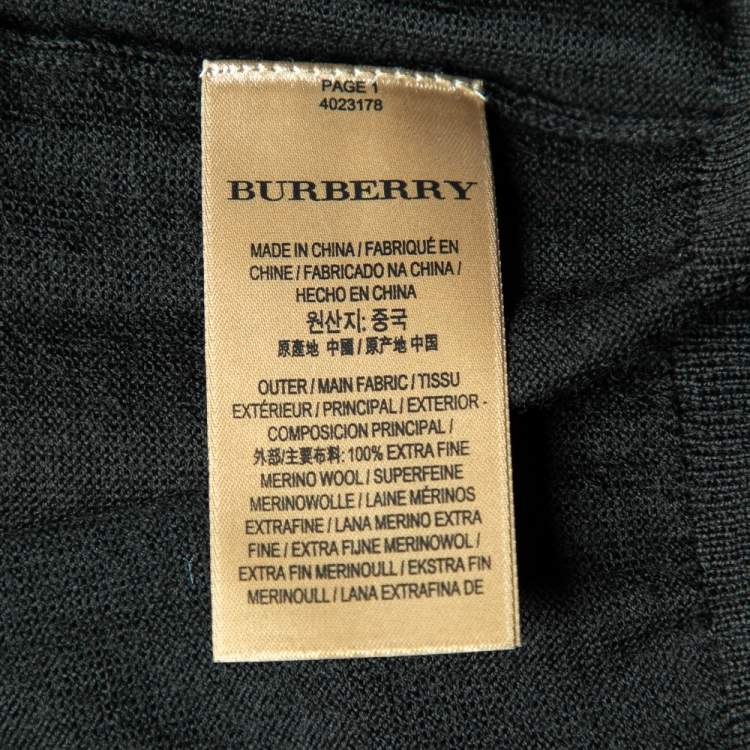 PAGE 1
4023178
BURBERRY
MADE IN CHINA / FABRIQUÉ EN
CHINE / FABRICADO NA CHINA /
HECHO EN CHINA
원산지: 중국
原產地 中國 / 原产地 中国
OUTER / MAIN FABRIC / TISSU
EXTÉRIEUR / PRINCIPAL / EXTERIOR -
COMPOSICION PRINCIPAL /
外部/主要布料: 100% EXTRA FINE
MERINO WOOL / SUPERFEINE
MERINOWOLLE / LAINE MÉRINOS
EXTRAFINE / LANA MERINO EXTRA
FINE / EXTRA FIJNE MERINOWOL /
EXTRA FIN MERINOULL / EKSTRA FIN
MERINOULL / LANA EXTRAFINA DE